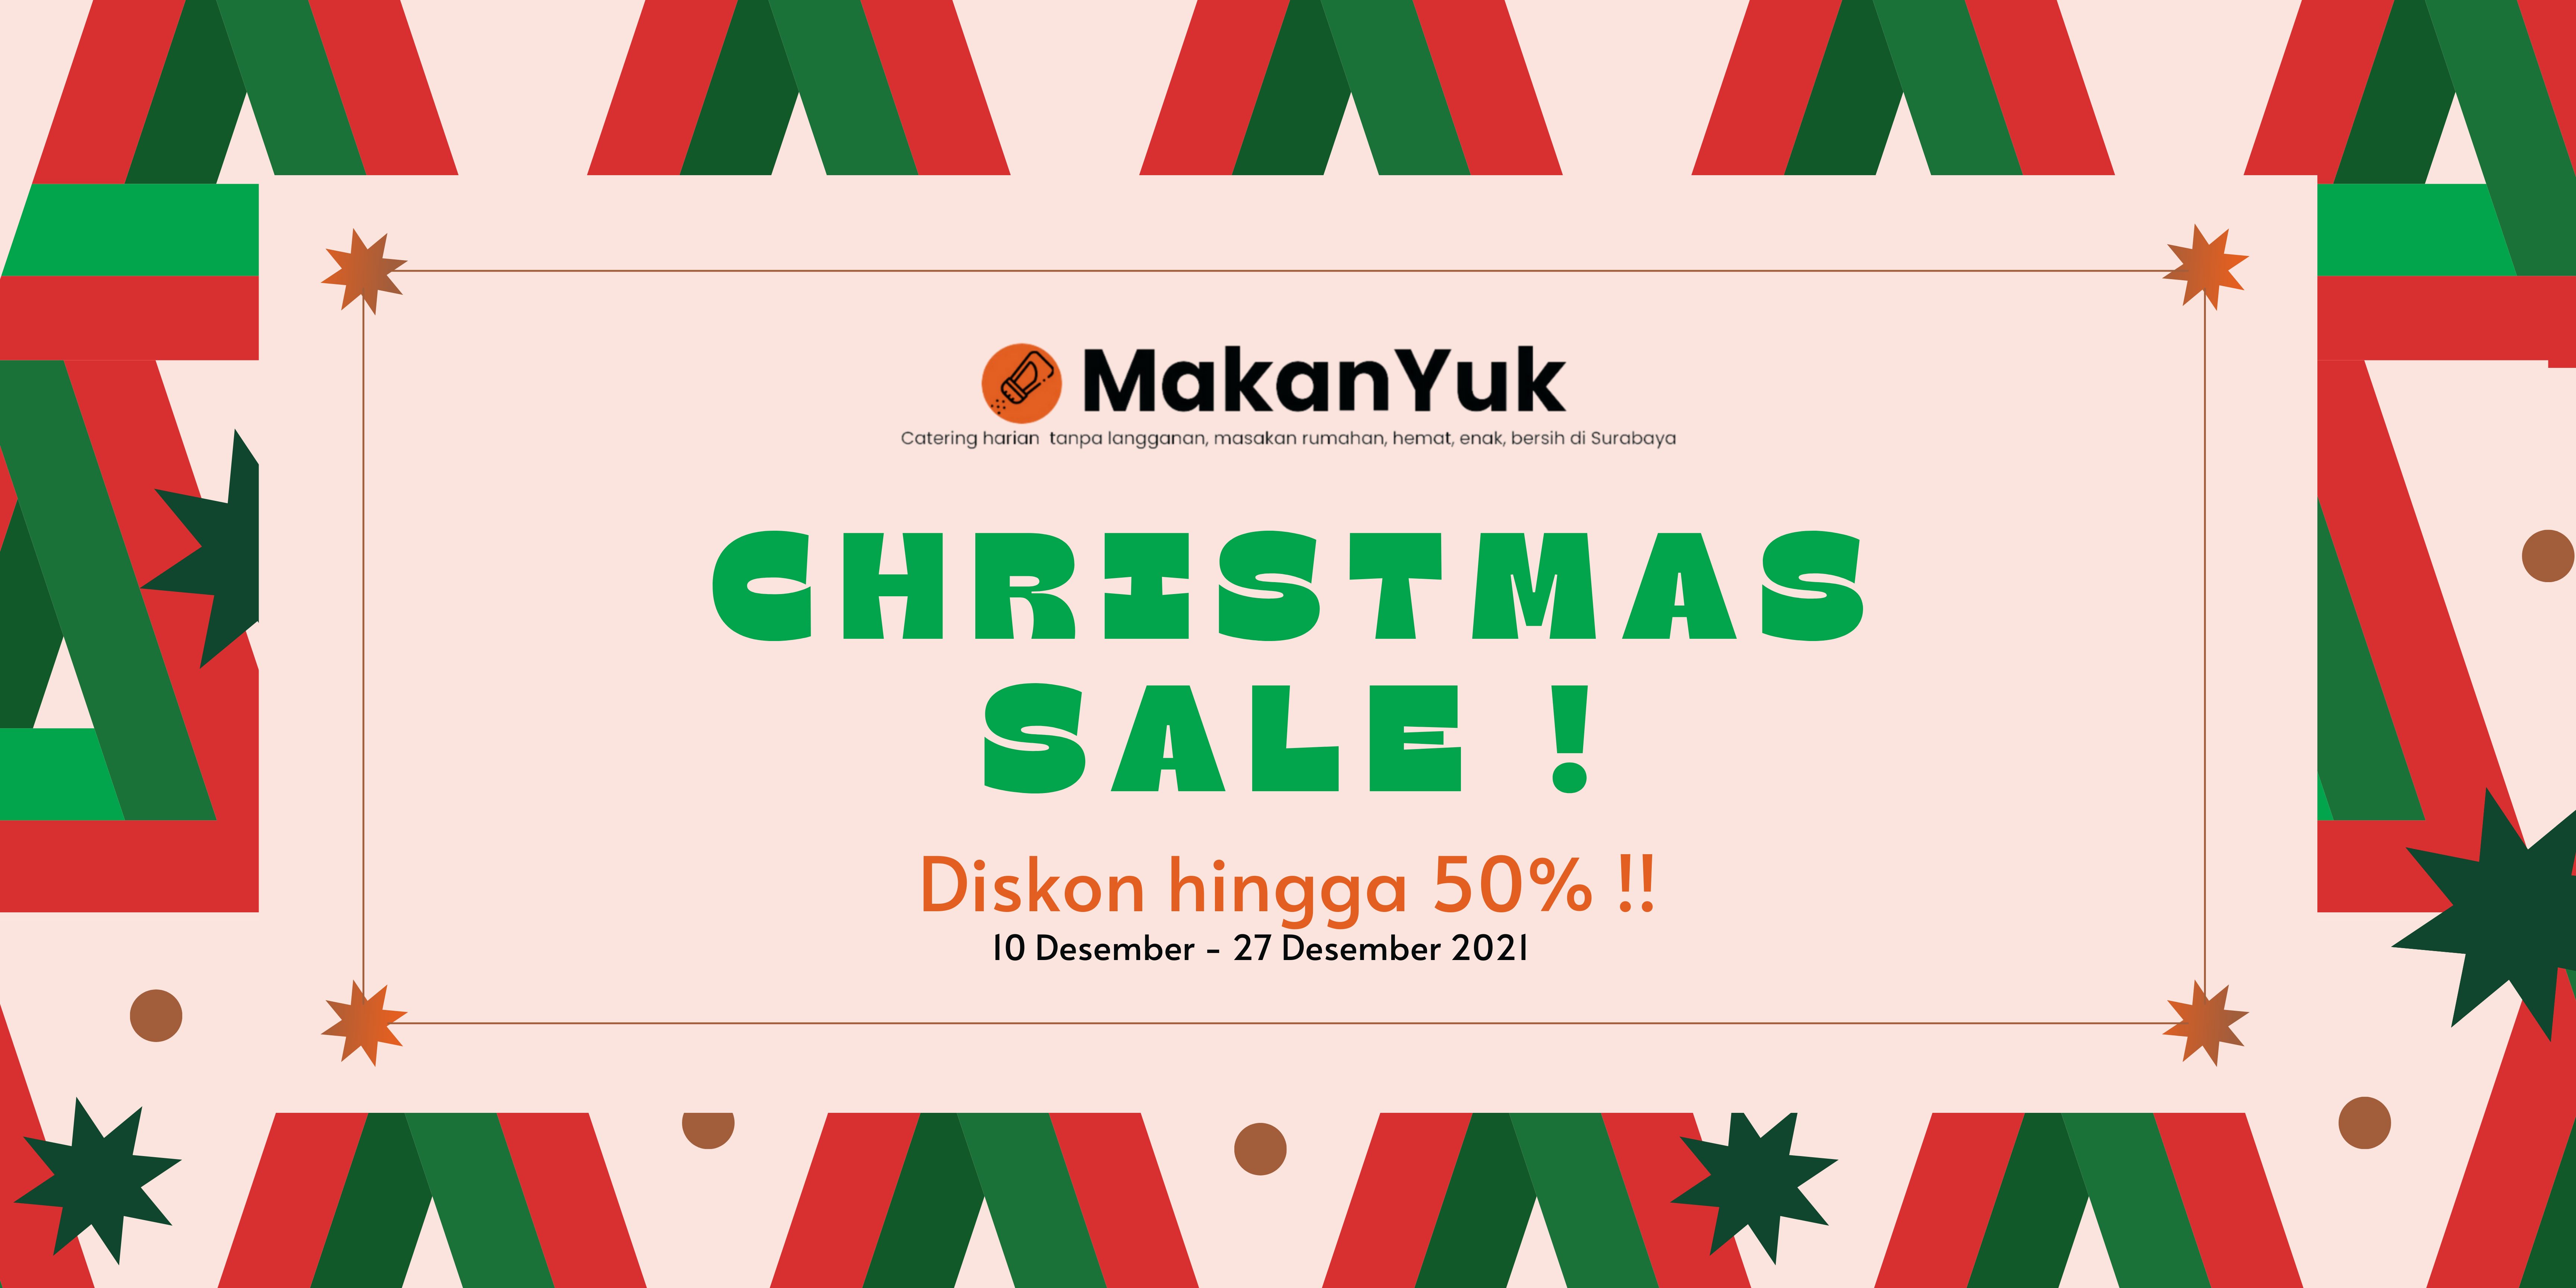 MakanYuk
Catering harian tanpa langganan, masakan rumahan, hemat, enak, bersih di Surabaya
CHRISTMAS
SALE !
Diskon hingga 50% !!
10 Desember - 27 Desember 2021